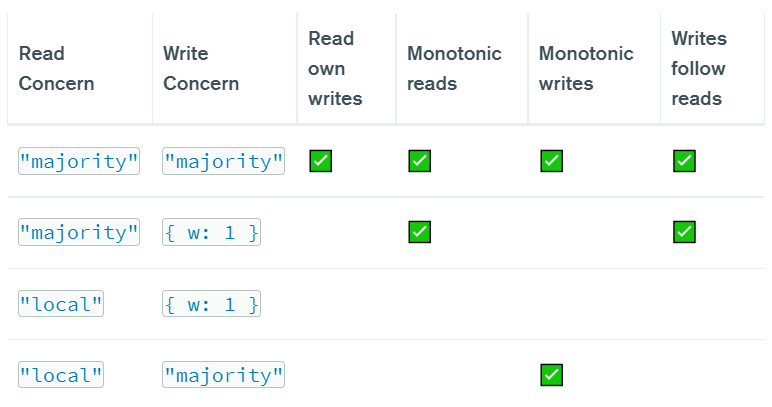 Read Concern
Write Concern
Read own writes
Monotonic reads
Monotonic writes
Writes follow reads
"majority" "majority"
"majority" { w: 1 }
"local" { w: 1 }
"local" "majority"